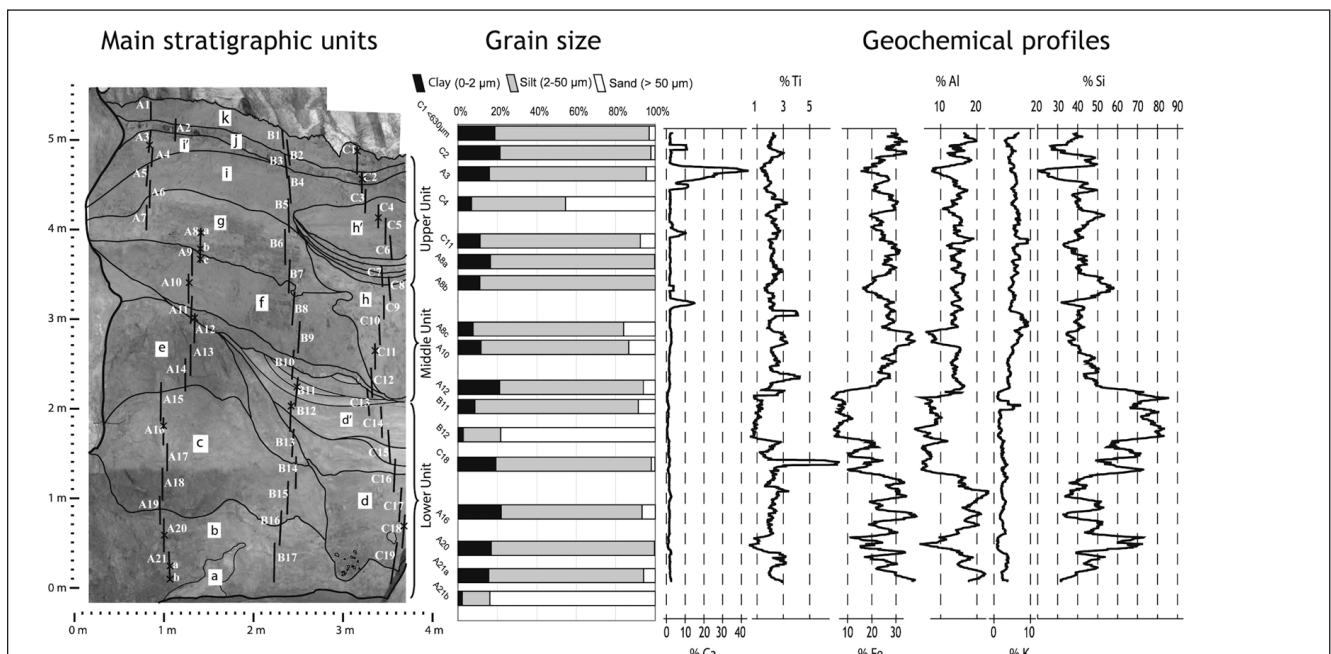 Main stratigraphic units
Grain size
Geochemical profiles
Clay (0-2 µm) Silt (2-50 µm) Sand (> 50 µm)
0% 20% 40% 60% 80% 100%
% Ti
1 3 5
% Al
10 20
% Si
20 30 40 50 60 70 80 90
C1 <630µm
C2
A3
C4
C11
A8a
A8b
A8c
A10
A12
B11
B12
C18
A16
A20
A21a
A21b
Upper Unit
Middle Unit
Lower Unit
5 m
4 m
3 m
2 m
1 m
0 m
A1
A2
A3
A4
A5
A6
A7
A8 a
b
A9
c
A10
A11
A12
A13
A14
A15
A16
A17
A18
A19
A20
A21 a
b
B1
B2
B3
B4
B5
B6
B7
B8
B9
B10
B11
B12
B13
B14
B15
B16
B17
C1
C2
C3
C4
C5
C6
C7
C8
C9
C10
C11
C12
C13
C14
C15
C16
C17
C18
C19
k
j
i'
i
g
h'
h
f
e
d'
c
d
b
a
0 m 1 m 2 m 3 m 4 m
0 10 20 30 40
% Ca
10 20 30
% Fe
0 10
% K